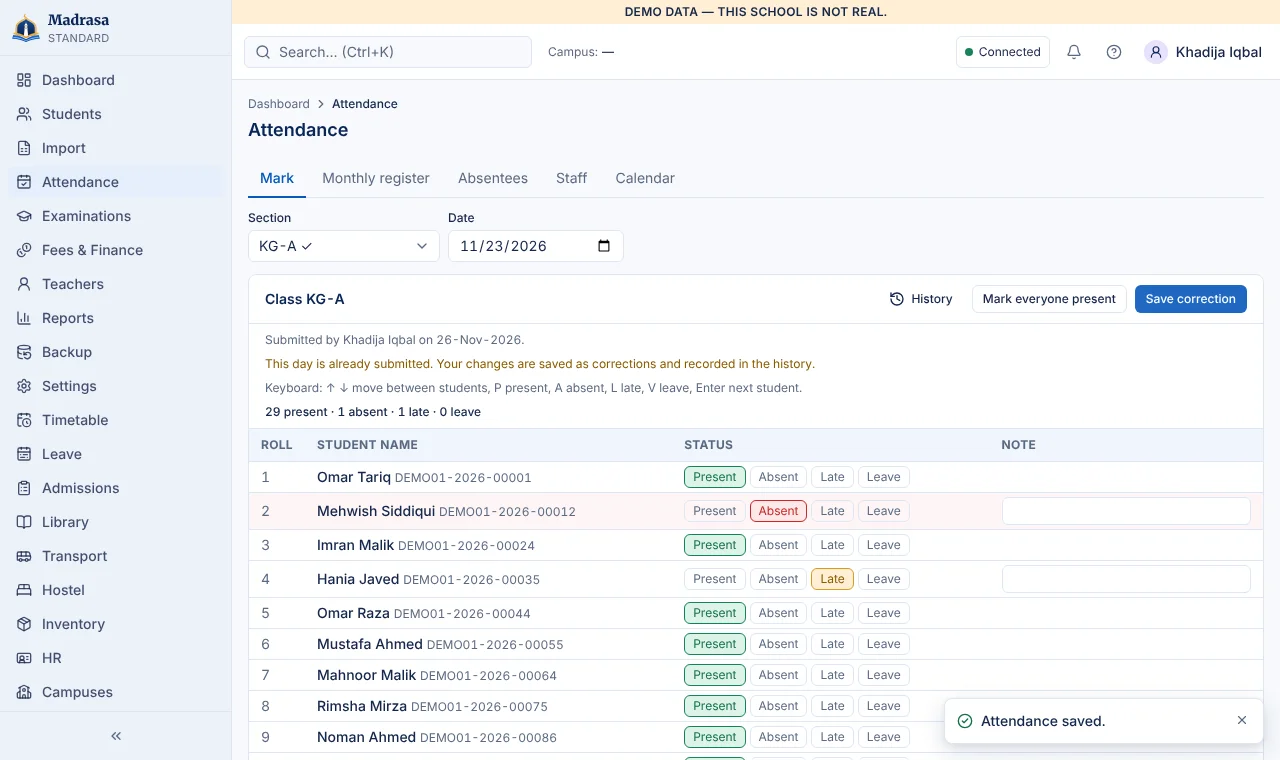 DEMO DATA — THIS SCHOOL IS NOT REAL.
Madrasa
STANDARD
Search... (Ctrl+K)
Campus: —
Connected
Khadija Iqbal
Dashboard
Students
Import
Attendance
Examinations
Fees & Finance
Teachers
Reports
Backup
Settings
Timetable
Leave
Admissions
Library
Transport
Hostel
Inventory
HR
Campuses
«
Dashboard > Attendance
Attendance
Mark Monthly register Absentees Staff Calendar
Section Date
KG-A ✓ 11/23/2026
Class KG-A History Mark everyone present Save correction
Submitted by Khadija Iqbal on 26-Nov-2026.
This day is already submitted. Your changes are saved as corrections and recorded in the history.
Keyboard: ↑ ↓ move between students, P present, A absent, L late, V leave, Enter next student.
29 present · 1 absent · 1 late · 0 leave
ROLL STUDENT NAME STATUS NOTE
1 Omar Tariq DEMO01-2026-00001 Present Absent Late Leave
2 Mehwish Siddiqui DEMO01-2026-00012 Present Absent Late Leave
3 Imran Malik DEMO01-2026-00024 Present Absent Late Leave
4 Hania Javed DEMO01-2026-00035 Present Absent Late Leave
5 Omar Raza DEMO01-2026-00044 Present Absent Late Leave
6 Mustafa Ahmed DEMO01-2026-00055 Present Absent Late Leave
7 Mahnoor Malik DEMO01-2026-00064 Present Absent Late Leave
8 Rimsha Mirza DEMO01-2026-00075 Present Absent Late Leave
9 Noman Ahmed DEMO01-2026-00086 Present Absent Late Leave
Attendance saved.